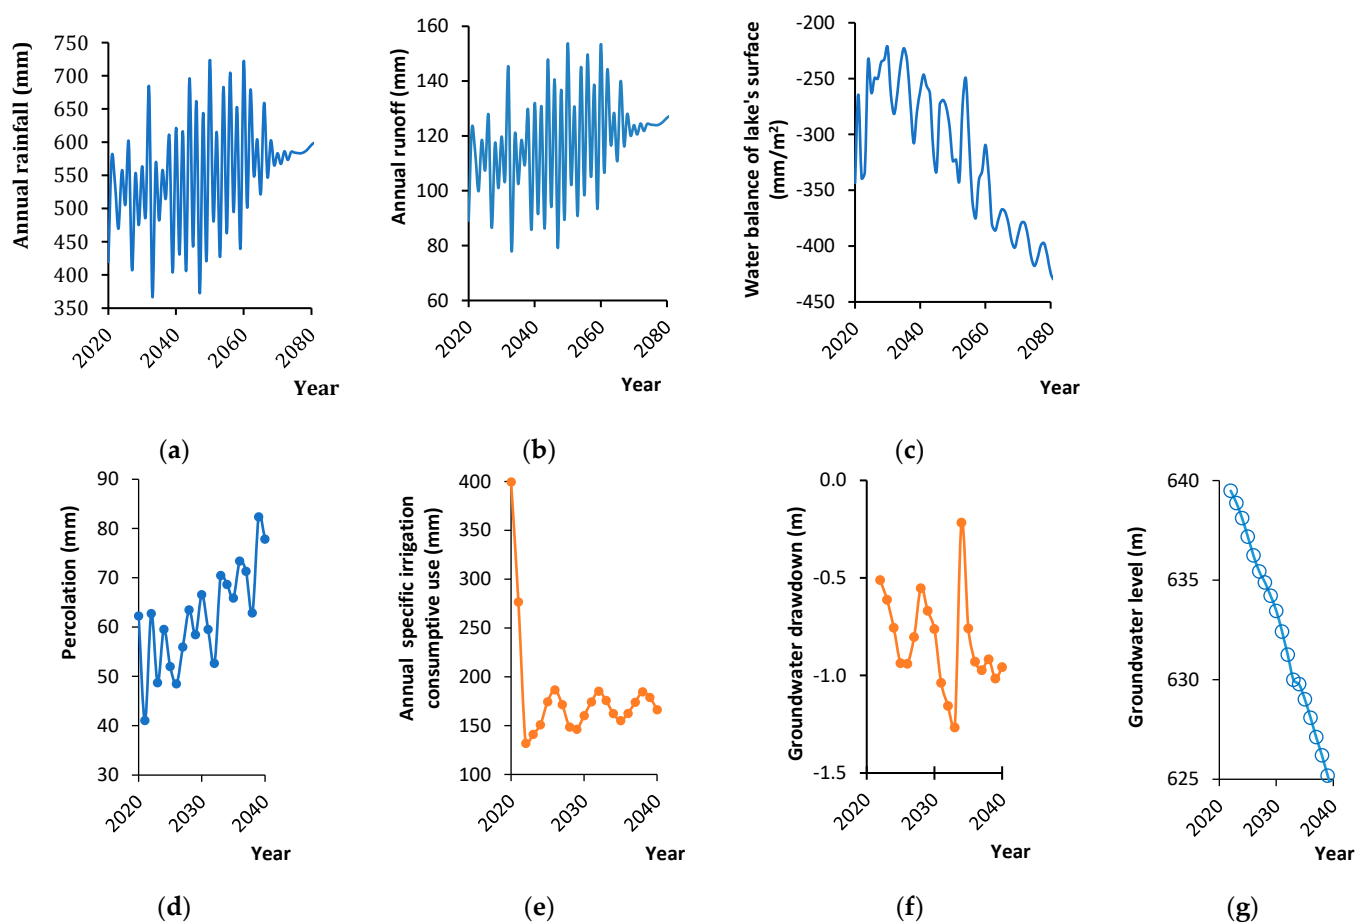 Annual rainfall (mm)
750
700
650
600
550
500
450
400
350
2020
2040
2060
2080
Year
(a)
Annual runoff (mm)
160
140
120
100
80
60
2020
2040
2060
2080
Year
(b)
Water balance of lake's surface
(mm/m²)
-200
-250
-300
-350
-400
-450
2020
2040
2060
2080
Year
(c)
Percolation (mm)
90
80
70
60
50
40
30
2020
2030
2040
Year
(d)
Annual specific irrigation
consumptive use (mm)
400
350
300
250
200
150
100
2020
2030
2040
Year
(e)
Groundwater drawdown (m)
0.0
-0.5
-1.0
-1.5
2020
2030
2040
Year
(f)
Groundwater level (m)
640
635
630
625
2020
2030
2040
Year
(g)